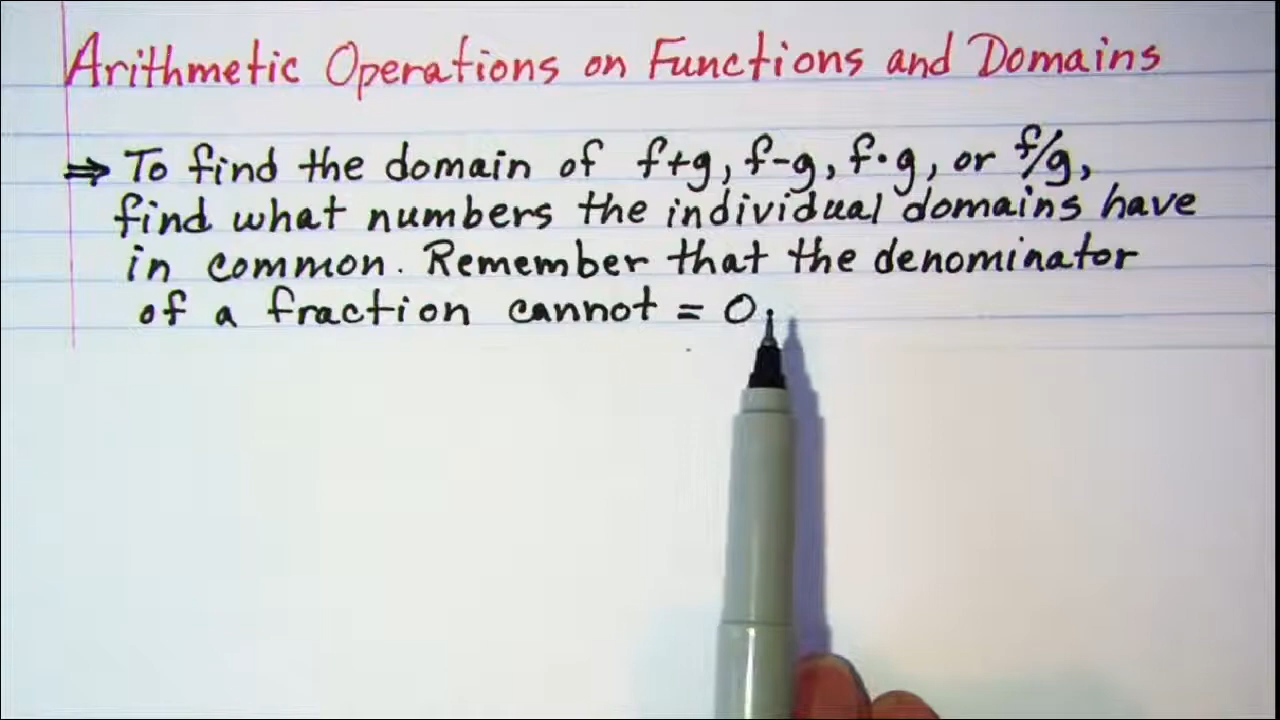 Arithmetic Operations on Functions and Domains
⇒ To find the domain of f+g, f-g, f·g, or f/g,
find what numbers the individual domains have
in common. Remember that the denominator
of a fraction cannot = 0.